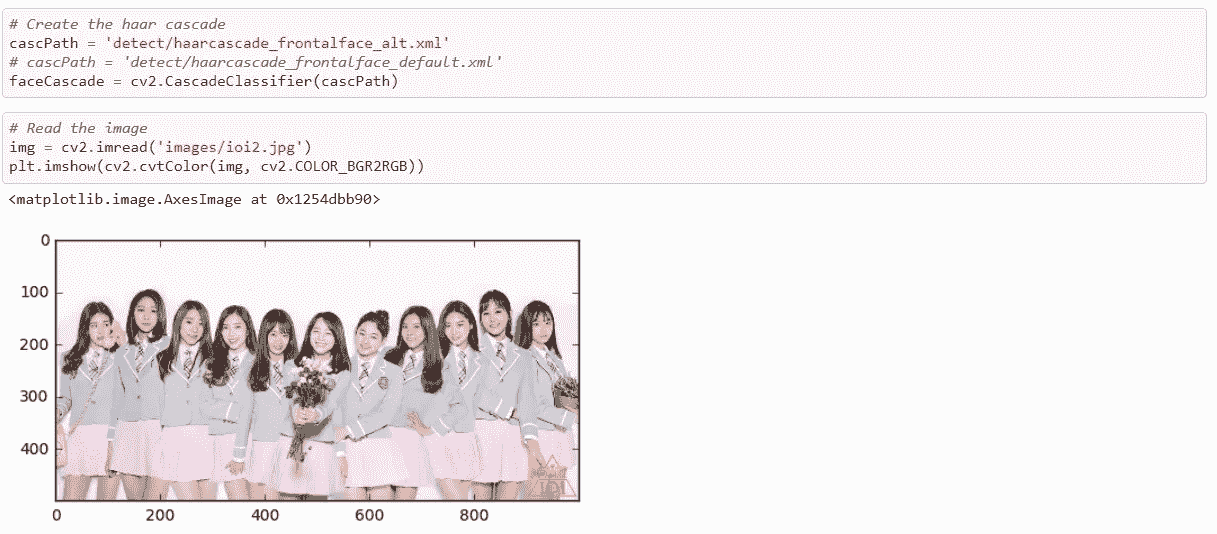 # Create the haar cascade
cascPath = 'detect/haarcascade_frontalface_alt.xml'
# cascPath = 'detect/haarcascade_frontalface_default.xml'
faceCascade = cv2.CascadeClassifier(cascPath)
# Read the image
img = cv2.imread('images/ioi2.jpg')
plt.imshow(cv2.cvtColor(img, cv2.COLOR_BGR2RGB))
<matplotlib.image.AxesImage at 0x1254dbb90>
0
100
200
300
400
0 200 400 600 800